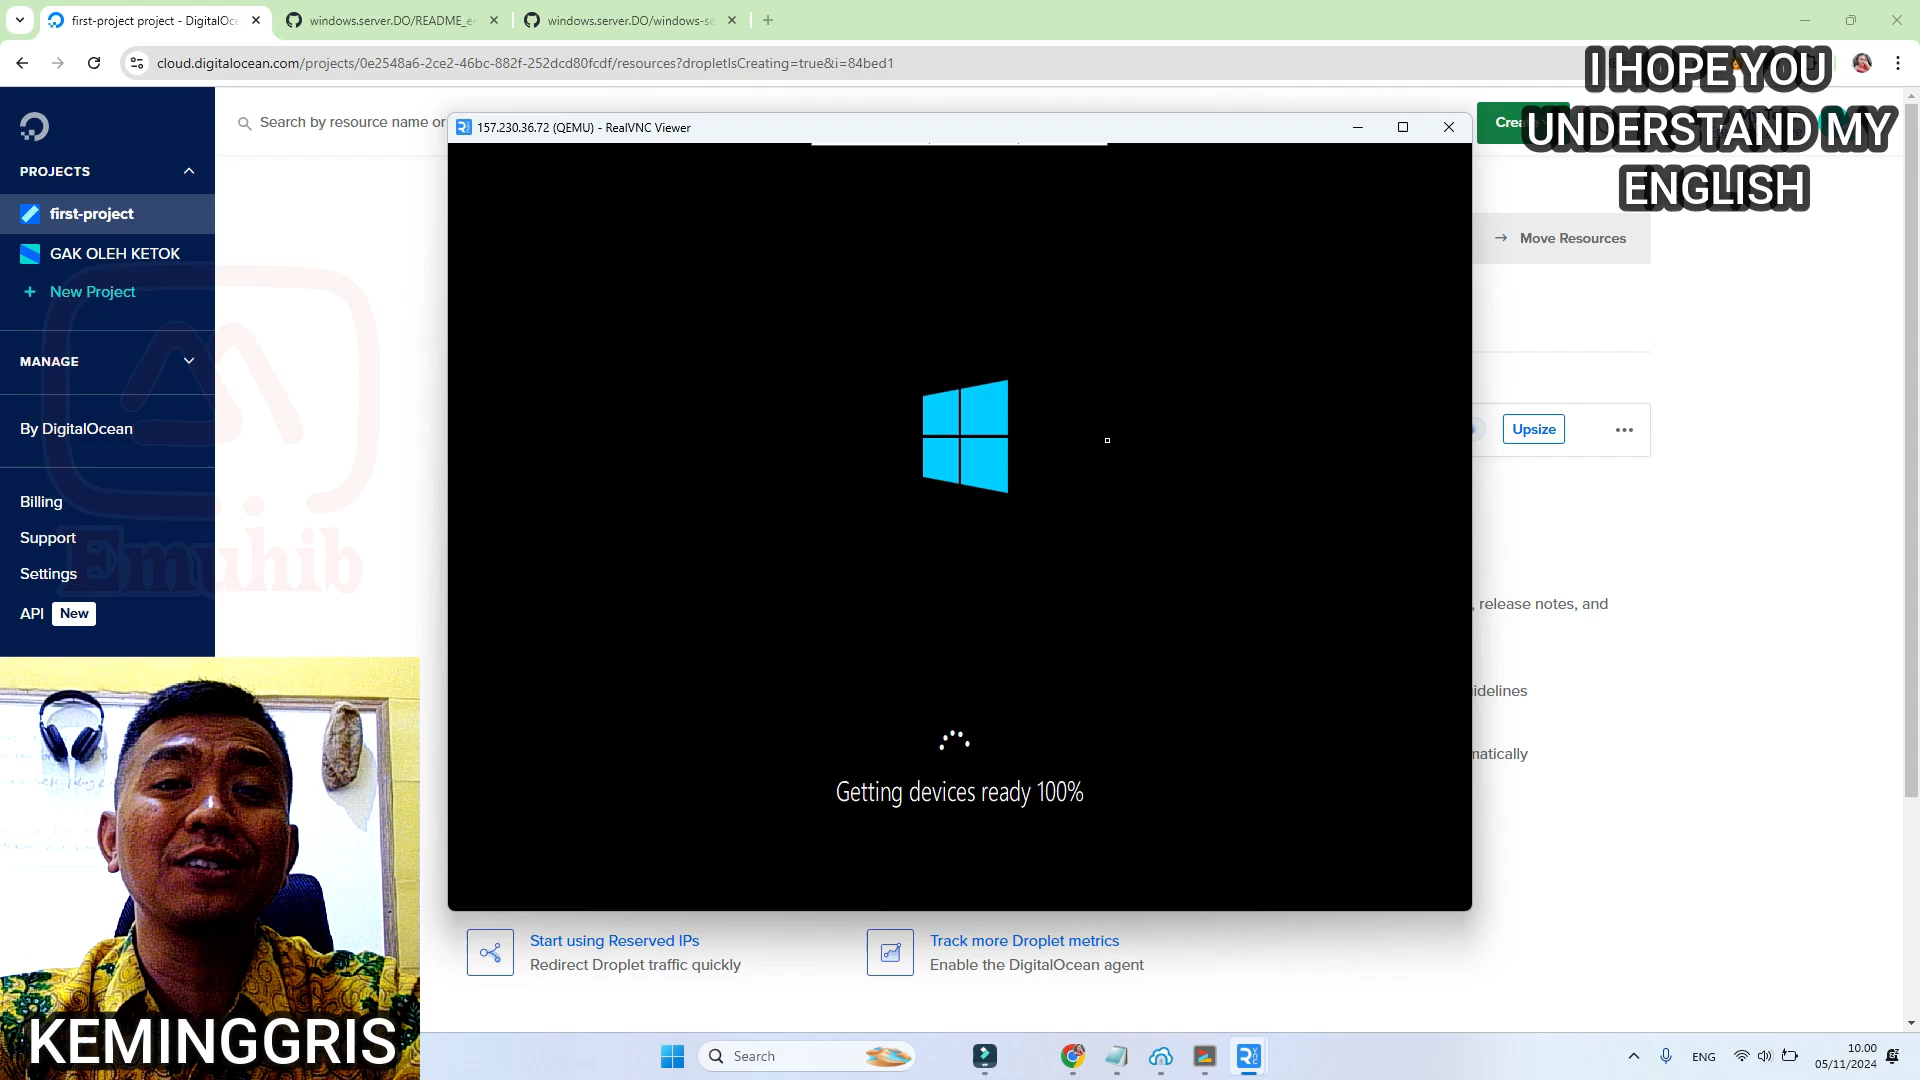 first-project project - DigitalOce
windows.server.DO/README_e
windows.server.DO/windows-se
cloud.digitalocean.com/projects/0e2548a6-2ce2-46bc-882f-252dcd80fcdf/resources?dropletIsCreating=true&i=84bed1
I HOPE YOU
UNDERSTAND MY
ENGLISH
Search by resource name or
157.230.36.72 (QEMU) - RealVNC Viewer
Create
PROJECTS
first-project
GAK OLEH KETOK
New Project
Move Resources
MANAGE
By DigitalOcean
Upsize
Billing
Support
Settings
API New
Emuhib
, release notes, and
idelines
matically
Getting devices ready 100%
Start using Reserved IPs
Redirect Droplet traffic quickly
Track more Droplet metrics
Enable the DigitalOcean agent
KEMINGGRIS
Search
ENG
10.00
05/11/2024